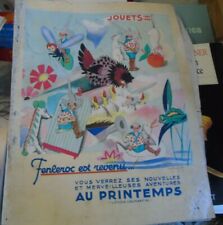 JOUETS
Fenleroc est revenu...
VOUS VERREZ SES NOUVELLES
ET MERVEILLEUSES AVENTURES
AU PRINTEMPS